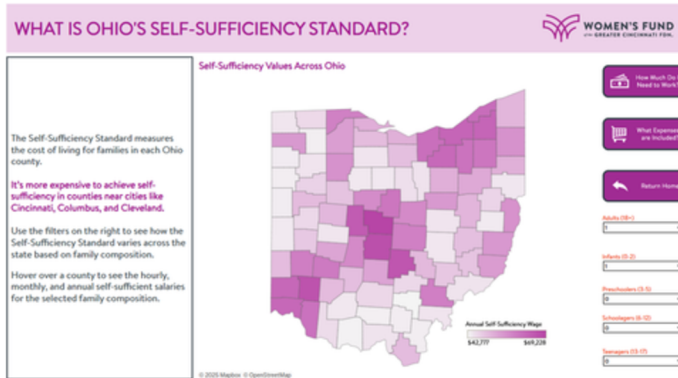 WHAT IS OHIO'S SELF-SUFFICIENCY STANDARD?
WOMEN'S FUND
OF THE GREATER CINCINNATI FDN.
Self-Sufficiency Values Across Ohio
The Self-Sufficiency Standard measures
the cost of living for families in each Ohio
county.
It's more expensive to achieve self-
sufficiency in counties near cities like
Cincinnati, Columbus, and Cleveland.
Use the filters on the right to see how the
Self-Sufficiency Standard varies across the
state based on family composition.
Hover over a county to see the hourly,
monthly, and annual self-sufficient salaries
for the selected family composition.
How Much Do
Need to Work?
What Expenses
are Included?
Return Home
Adults (18+)
1
Infants (0-2)
1
Preschoolers (3-5)
0
Schoolagers (6-12)
0
Teenagers (13-17)
0
Annual Self-Sufficiency Wage
$42,777
$69,228
© 2025 Mapbox © OpenStreetMap